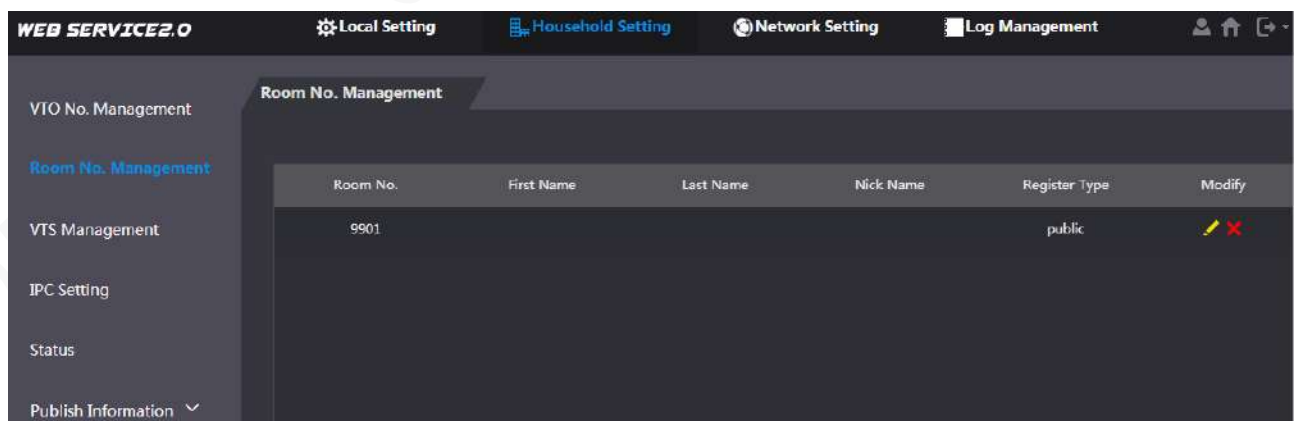 WEB SERVICE2.0 Local Setting Household Setting Network Setting Log Management
VTO No. Management
Room No. Management
VTS Management
IPC Setting
Status
Publish Information
Room No. Management
Room No. First Name Last Name Nick Name Register Type Modify
9901 public